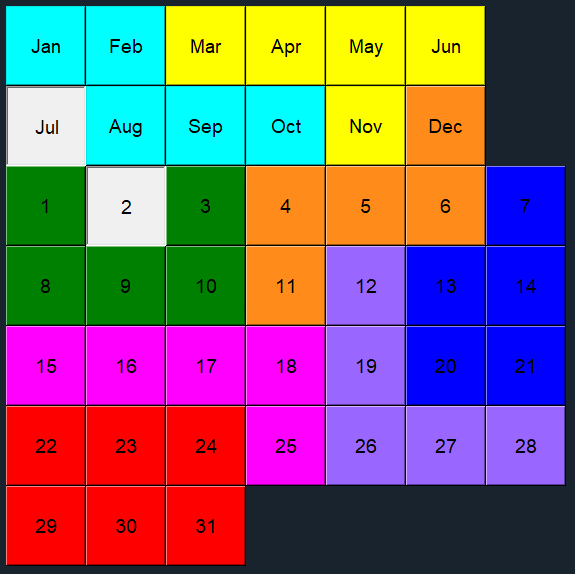 Jan Feb Mar Apr May Jun
Jul Aug Sep Oct Nov Dec
1 2 3 4 5 6 7
8 9 10 11 12 13 14
15 16 17 18 19 20 21
22 23 24 25 26 27 28
29 30 31